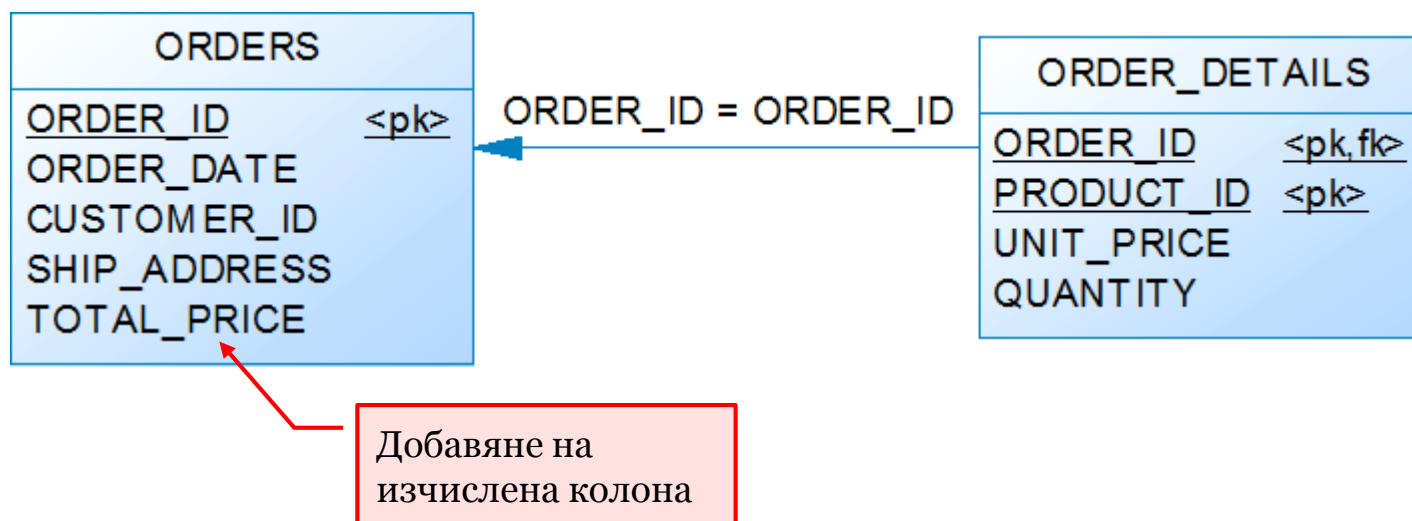 ORDERS
ORDER_ID <pk>
ORDER_DATE
CUSTOMER_ID
SHIP_ADDRESS
TOTAL_PRICE
ORDER_ID = ORDER_ID
ORDER_DETAILS
ORDER_ID <pk,fk>
PRODUCT_ID <pk>
UNIT_PRICE
QUANTITY
Добавяне на
изчислена колона